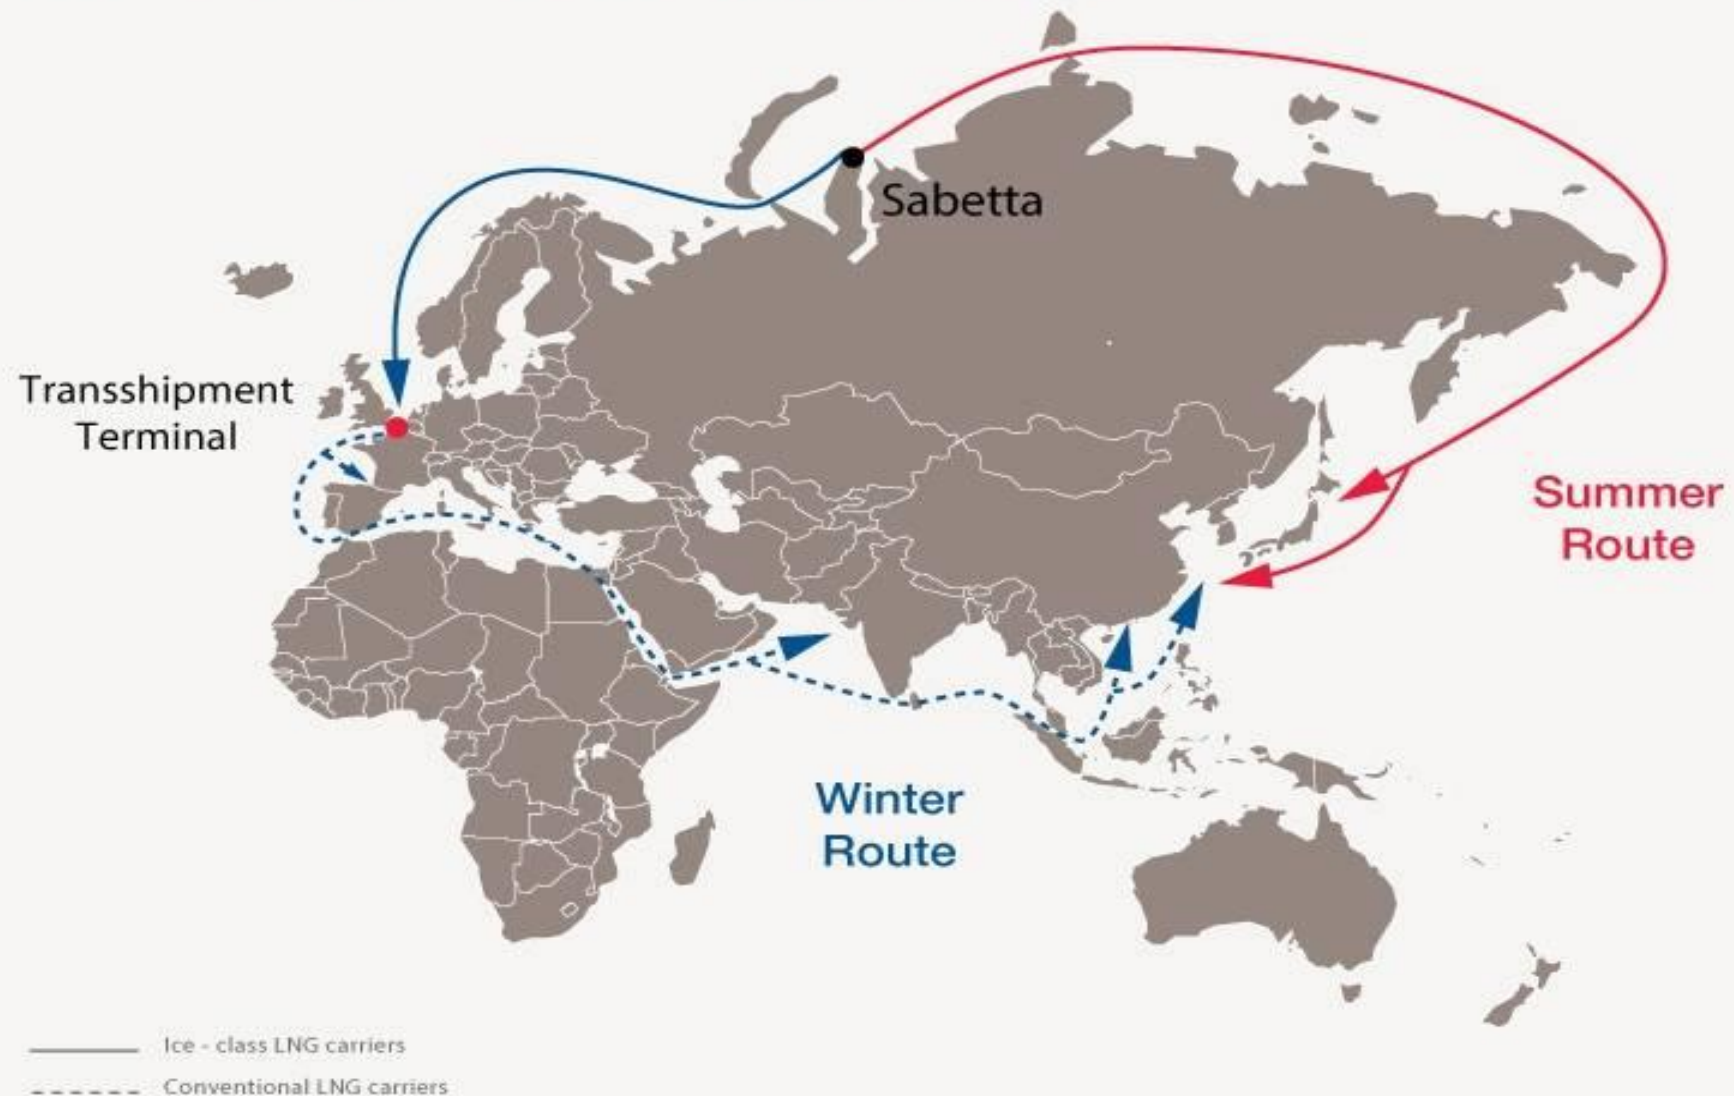 Sabetta
Transshipment
Terminal
Summer
Route
Winter
Route
Ice - class LNG carriers
Conventional LNG carriers